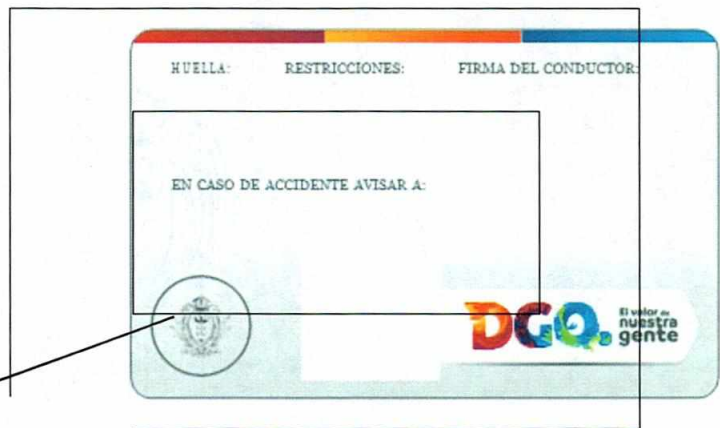 HUELLA: RESTRICCIONES: FIRMA DEL CONDUCTOR:
EN CASO DE ACCIDENTE AVISAR A:
DGO.
El valor de
nuestra
gente